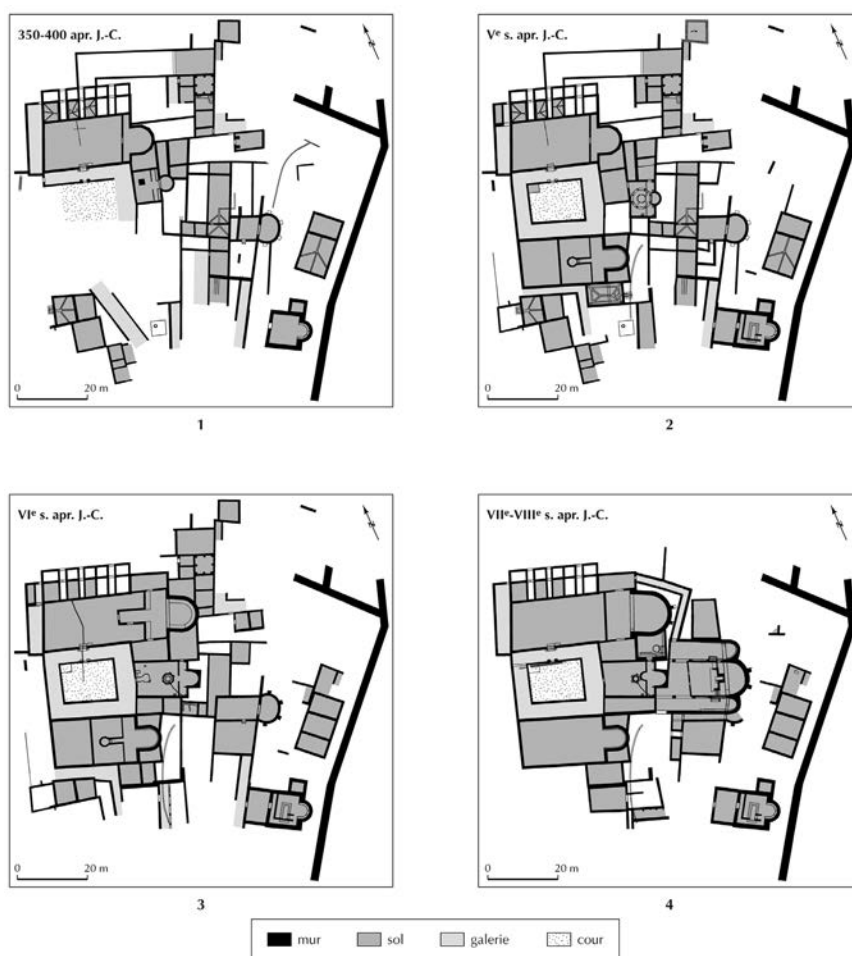 350-400 apr. J.-C.
N
0 20 m
1
Vᵉ s. apr. J.-C.
N
0 20 m
2
VIᵉ s. apr. J.-C.
N
0 20 m
3
VIIᵉ-VIIIᵉ s. apr. J.-C.
N
0 20 m
4
mur sol galerie cour